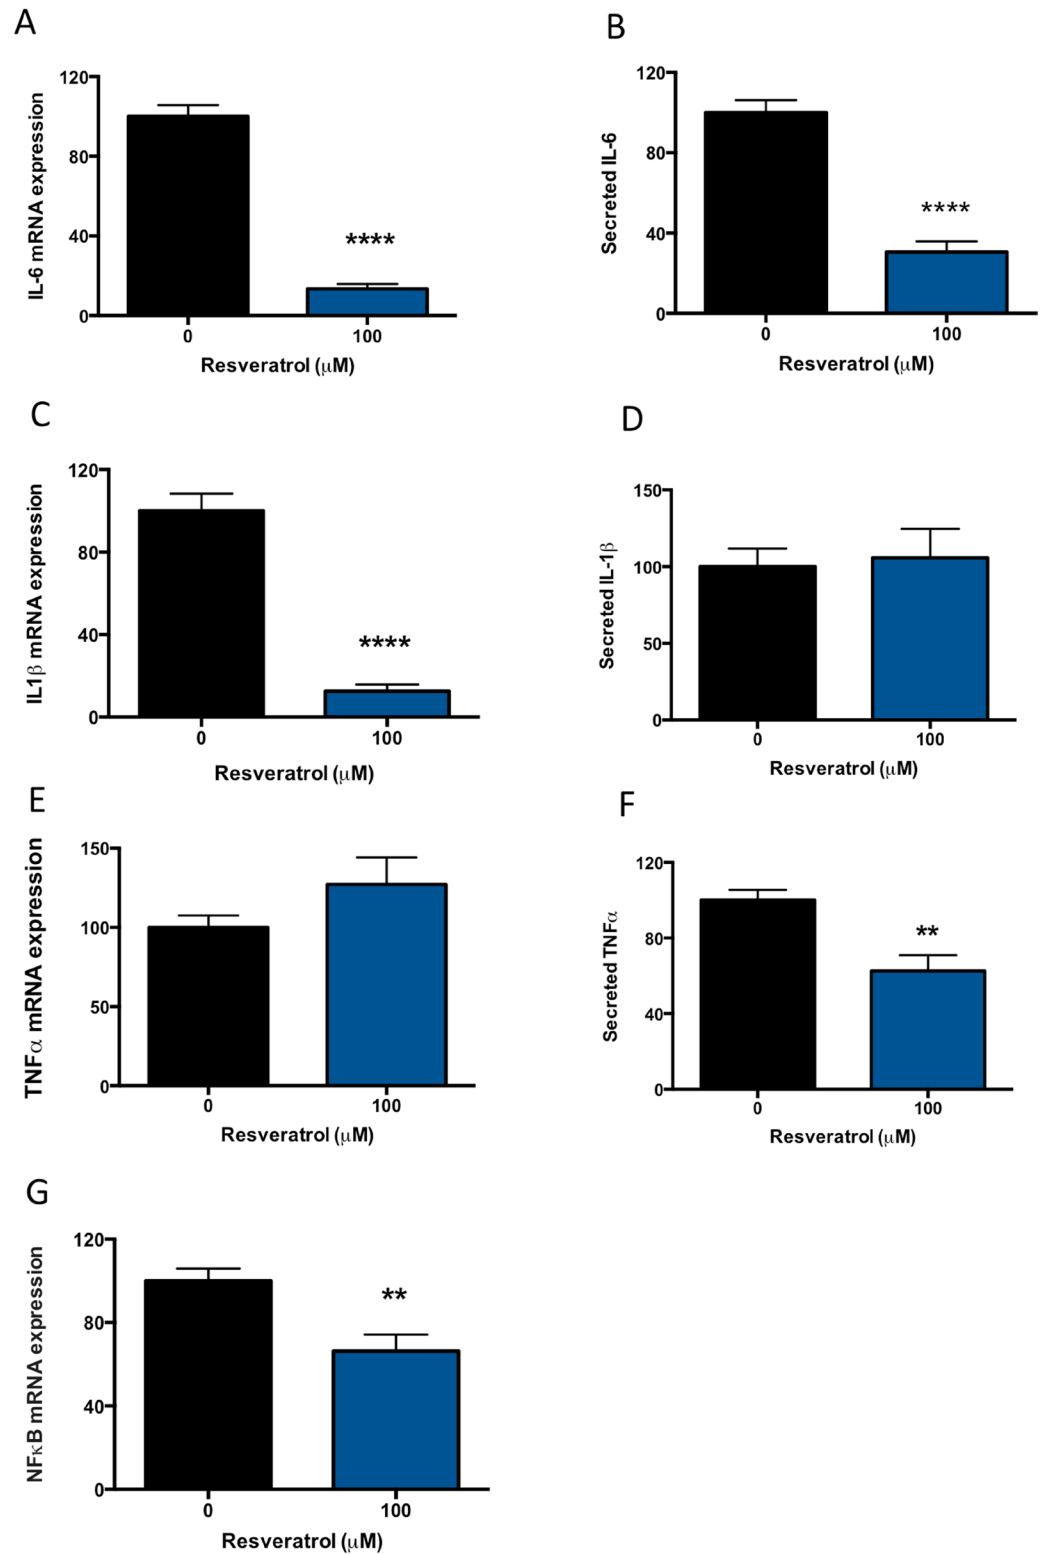 A
IL-6 mRNA expression
120
80
40
0
****
0 100
Resveratrol (μM)
B
Secreted IL-6
120
80
40
0
****
0 100
Resveratrol (μM)
C
IL1β mRNA expression
120
80
40
0
****
0 100
Resveratrol (μM)
D
Secreted IL-1β
150
100
50
0
0 100
Resveratrol (μM)
E
TNFα mRNA expression
150
100
50
0
0 100
Resveratrol (μM)
F
Secreted TNFα
120
80
40
0
**
0 100
Resveratrol (μM)
G
NFκB mRNA expression
120
80
40
0
**
0 100
Resveratrol (μM)